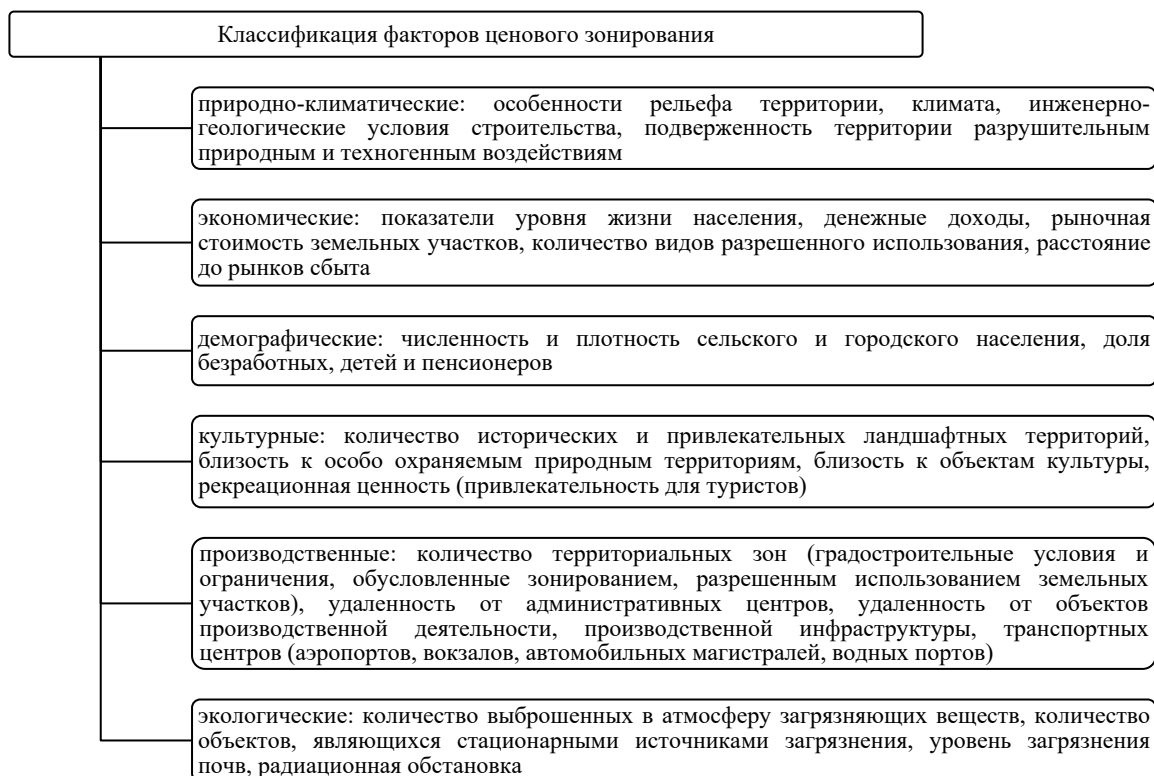 Классификация факторов ценового зонирования
природно-климатические: особенности рельефа территории, климата, инженерно-
геологические условия строительства, подверженность территории разрушительным
природным и техногенным воздействиям
экономические: показатели уровня жизни населения, денежные доходы, рыночная
стоимость земельных участков, количество видов разрешенного использования, расстояние
до рынков сбыта
демографические: численность и плотность сельского и городского населения, доля
безработных, детей и пенсионеров
культурные: количество исторических и привлекательных ландшафтных территорий,
близость к особо охраняемым природным территориям, близость к объектам культуры,
рекреационная ценность (привлекательность для туристов)
производственные: количество территориальных зон (градостроительные условия и
ограничения, обусловленные зонированием, разрешенным использованием земельных
участков), удаленность от административных центров, удаленность от объектов
производственной деятельности, производственной инфраструктуры, транспортных
центров (аэропортов, вокзалов, автомобильных магистралей, водных портов)
экологические: количество выброшенных в атмосферу загрязняющих веществ, количество
объектов, являющихся стационарными источниками загрязнения, уровень загрязнения
почв, радиационная обстановка